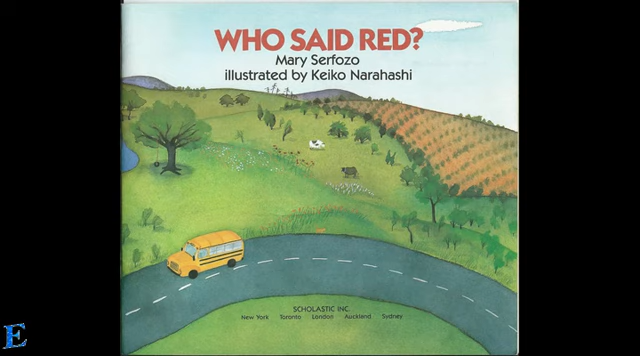 WHO SAID RED?
Mary Serfozo
illustrated by Keiko Narahashi
SCHOLASTIC INC.
New York Toronto London Auckland Sydney
E